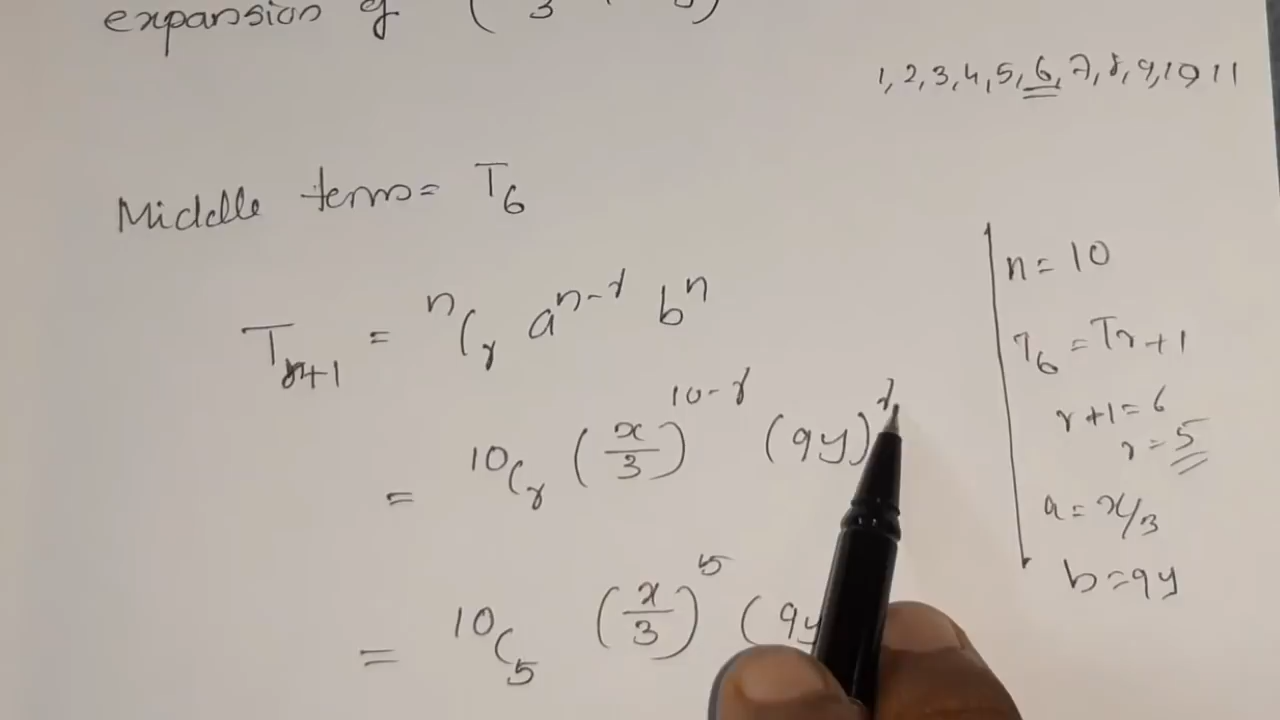 expansion of ( 3 )
1, 2, 3, 4, 5, 6, 7, 8, 9, 10, 11
Middle term = T6
T r+1 = nCr a^n-r b^n
= 10Cr (x/3)^10-r (9y)^r
= 10C5 (x/3)^5 (9y
n = 10
T6 = Tr+1
r+1 = 6
r = 5
a = x/3
b = 9y